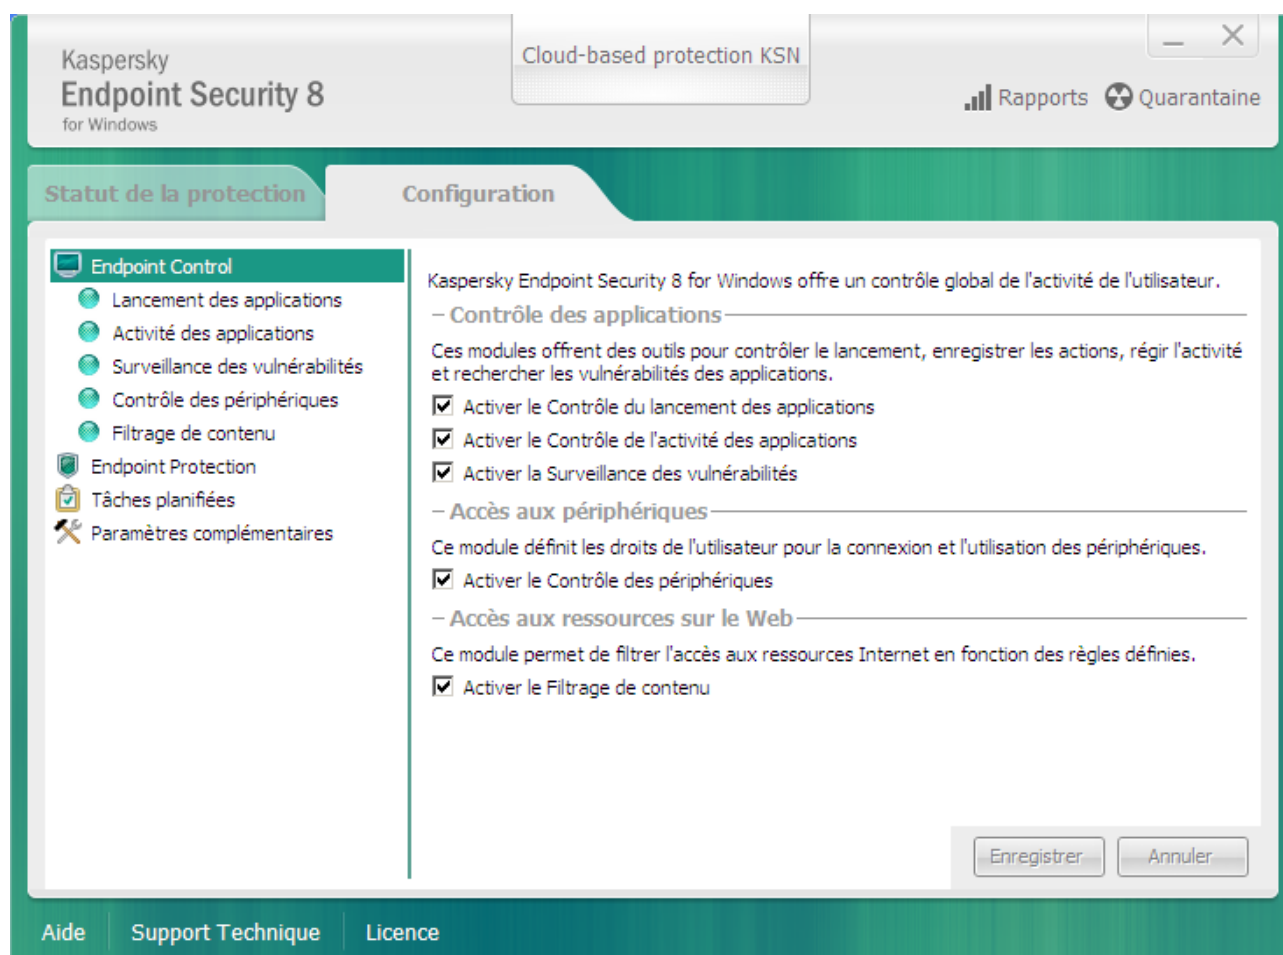 Kaspersky
Endpoint Security 8
for Windows
Cloud-based protection KSN
Rapports
Quarantaine
Statut de la protection
Configuration
Endpoint Control
Lancement des applications
Activité des applications
Surveillance des vulnérabilités
Contrôle des périphériques
Filtrage de contenu
Endpoint Protection
Tâches planifiées
Paramètres complémentaires
Kaspersky Endpoint Security 8 for Windows offre un contrôle global de l'activité de l'utilisateur.
Contrôle des applications
Ces modules offrent des outils pour contrôler le lancement, enregistrer les actions, régir l'activité
et rechercher les vulnérabilités des applications.
Activer le Contrôle du lancement des applications
Activer le Contrôle de l'activité des applications
Activer la Surveillance des vulnérabilités
Accès aux périphériques
Ce module définit les droits de l'utilisateur pour la connexion et l'utilisation des périphériques.
Activer le Contrôle des périphériques
Accès aux ressources sur le Web
Ce module permet de filtrer l'accès aux ressources Internet en fonction des règles définies.
Activer le Filtrage de contenu
Enregistrer
Annuler
Aide
Support Technique
Licence